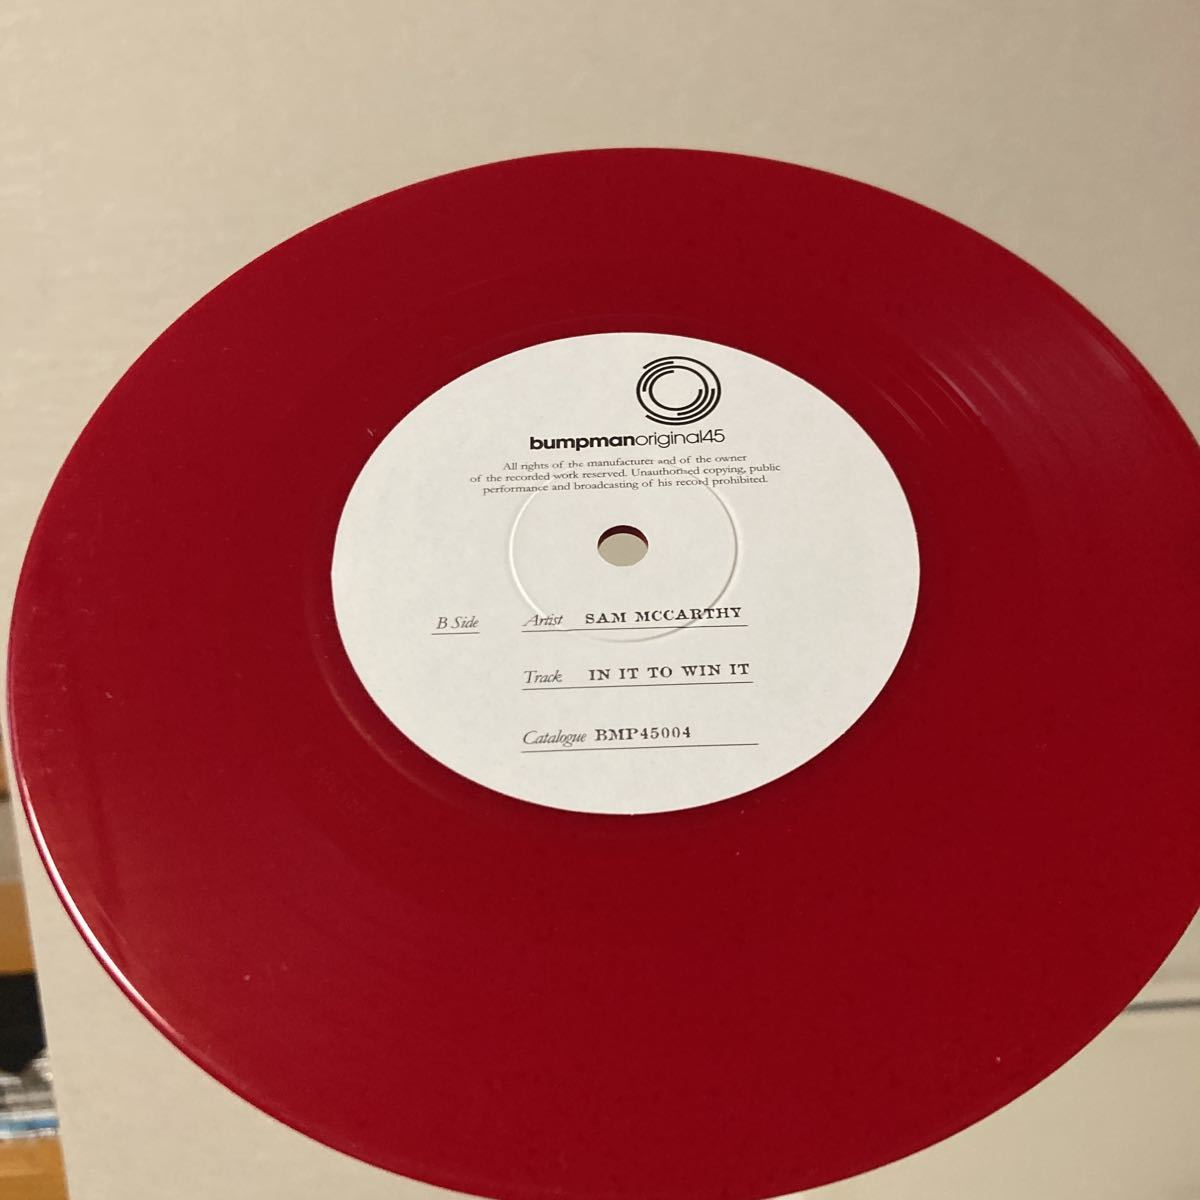 bumpmanoriginal45
All rights of the manufacturer and of the owner
of the recorded work reserved. Unauthorised copying, public
performance and broadcasting of his record prohibited.
B Side Artist SAM MCCARTHY
Track IN IT TO WIN IT
Catalogue BMP45004